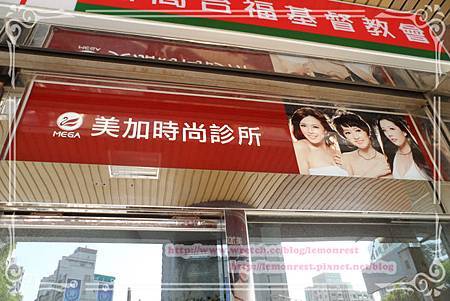 台福基督教會
MEGA
美加時尚診所
http://www.wretch.cc/blog/lemonrest
http://lemonrest.pixnet.net/blog